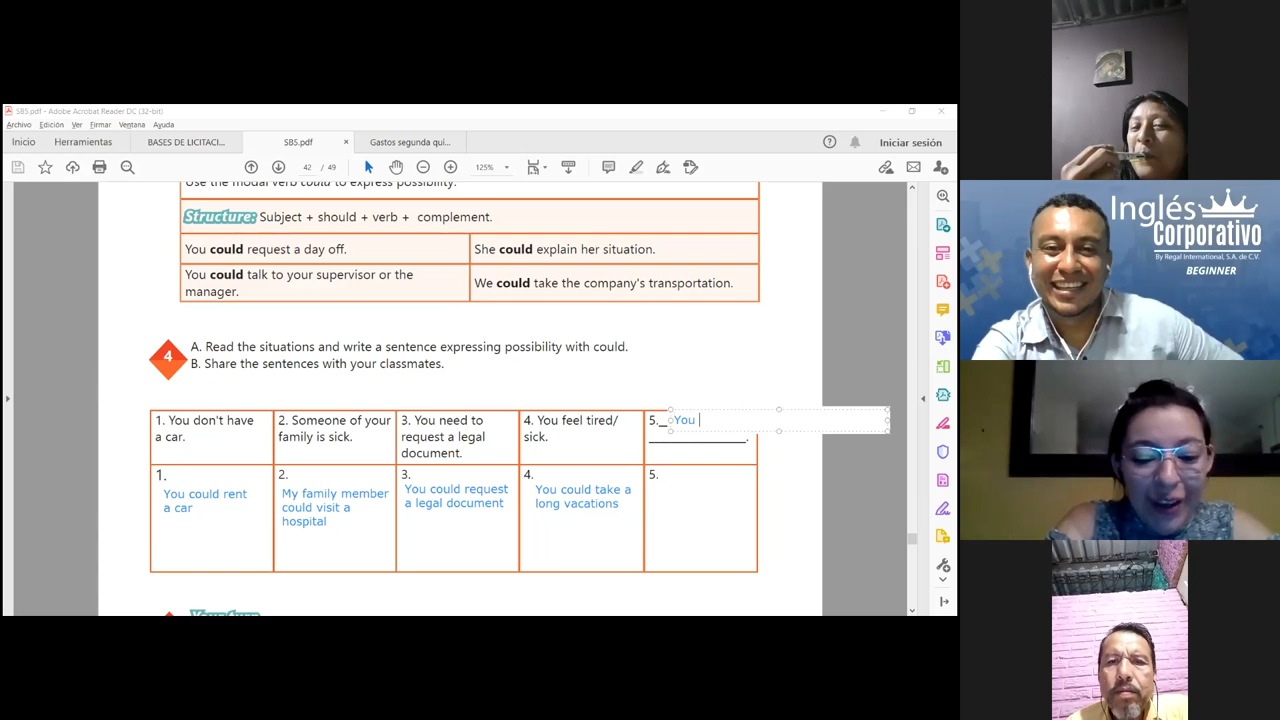 SB5.pdf - Adobe Acrobat Reader DC (32-bit)
Archivo Edición Ver Firmar Ventana Ayuda
Inicio Herramientas BASES DE LICITACI... SB5.pdf × Gastos segunda qui... Iniciar sesión
42 / 49 125%
Use the modal verb could to express possibility.
Structure: Subject + should + verb + complement.
You could request a day off. She could explain her situation.
You could talk to your supervisor or the
manager.
We could take the company's transportation.
4
A. Read the situations and write a sentence expressing possibility with could.
B. Share the sentences with your classmates.
1. You don't have
a car.
2. Someone of your
family is sick.
3. You need to
request a legal
document.
4. You feel tired/
sick.
5. You
1.
You could rent
a car
2.
My family member
could visit a
hospital
3.
You could request
a legal document
4.
You could take a
long vacations
5.
Inglés
Corporativo
By Regal International, S.A. de C.V.
BEGINNER